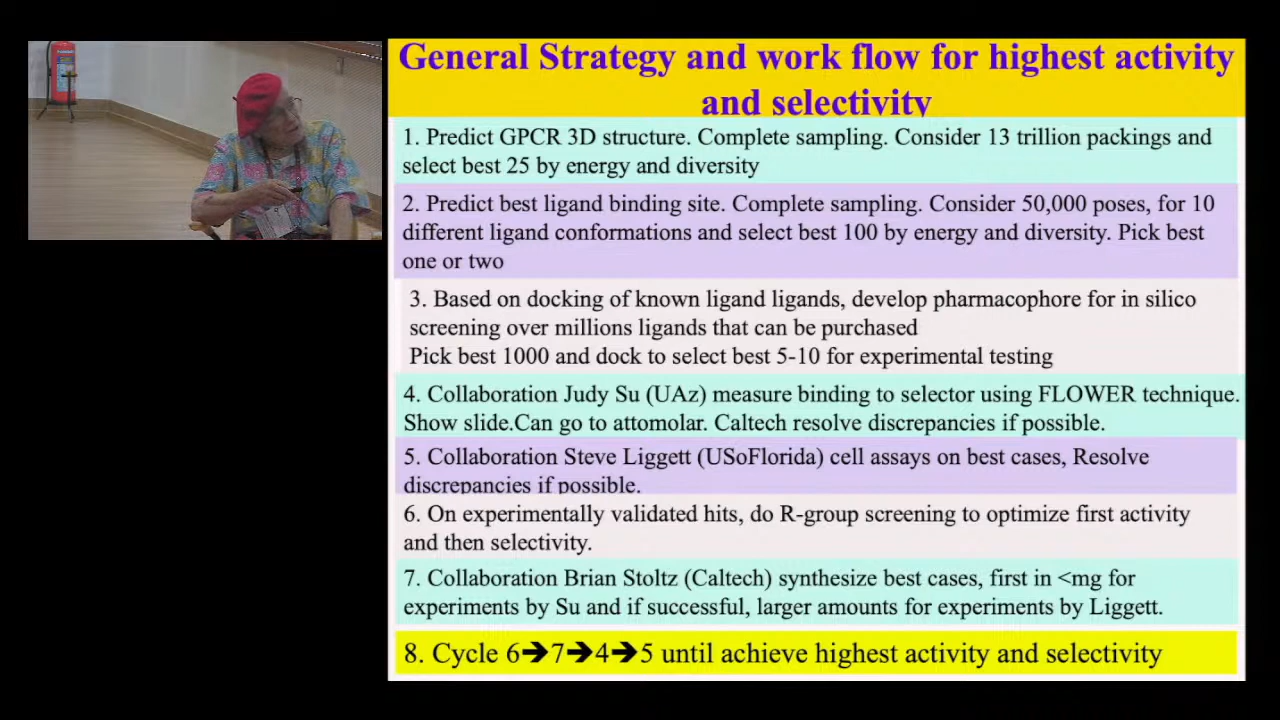 General Strategy and work flow for highest activity
and selectivity
1. Predict GPCR 3D structure. Complete sampling. Consider 13 trillion packings and
select best 25 by energy and diversity
2. Predict best ligand binding site. Complete sampling. Consider 50,000 poses, for 10
different ligand conformations and select best 100 by energy and diversity. Pick best
one or two
3. Based on docking of known ligand ligands, develop pharmacophore for in silico
screening over millions ligands that can be purchased
Pick best 1000 and dock to select best 5-10 for experimental testing
4. Collaboration Judy Su (UAz) measure binding to selector using FLOWER technique.
Show slide.Can go to attomolar. Caltech resolve discrepancies if possible.
5. Collaboration Steve Liggett (USoFlorida) cell assays on best cases, Resolve
discrepancies if possible.
6. On experimentally validated hits, do R-group screening to optimize first activity
and then selectivity.
7. Collaboration Brian Stoltz (Caltech) synthesize best cases, first in <mg for
experiments by Su and if successful, larger amounts for experiments by Liggett.
8. Cycle 6➔7➔4➔5 until achieve highest activity and selectivity